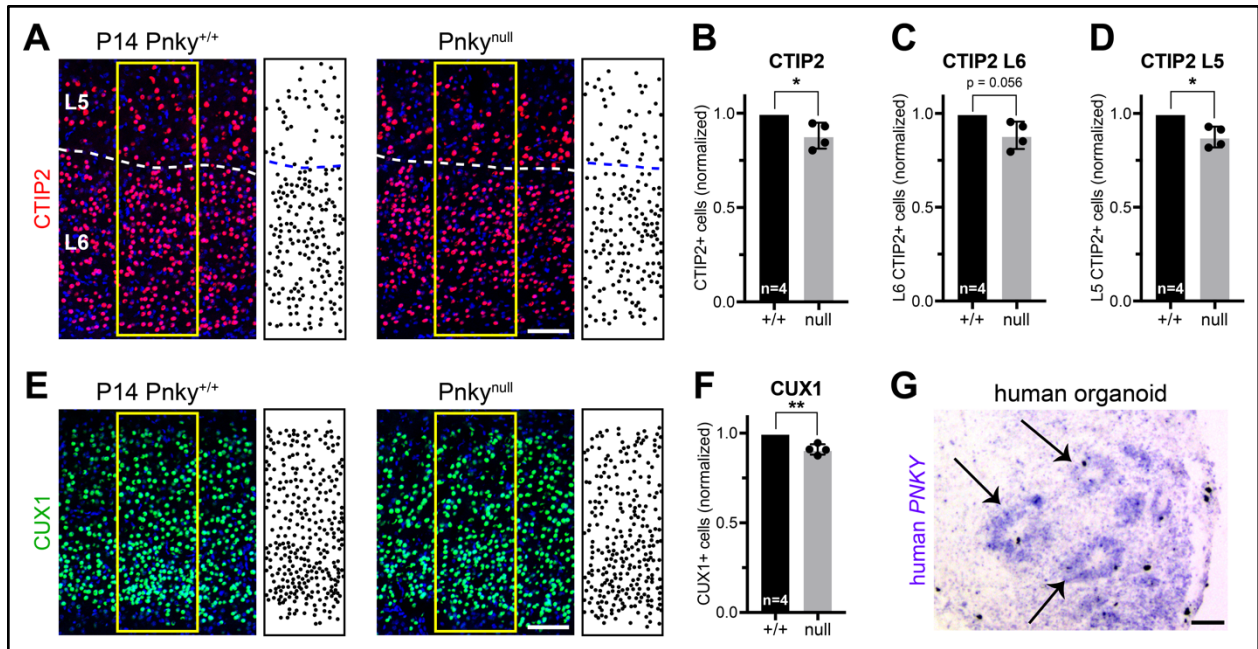 A
P14 Pnky+/+
Pnkynull
L5
L6
CTIP2
B
CTIP2
*
CTIP2+ cells (normalized)
1.0
0.5
0.0
n=4
+/+
null
C
CTIP2 L6
p = 0.056
L6 CTIP2+ cells (normalized)
1.0
0.5
0.0
n=4
+/+
null
D
CTIP2 L5
*
L5 CTIP2+ cells (normalized)
1.0
0.5
0.0
n=4
+/+
null
E
P14 Pnky+/+
Pnkynull
CUX1
F
CUX1
**
CUX1+ cells (normalized)
1.0
0.5
0.0
n=4
+/+
null
G
human organoid
human PNKY